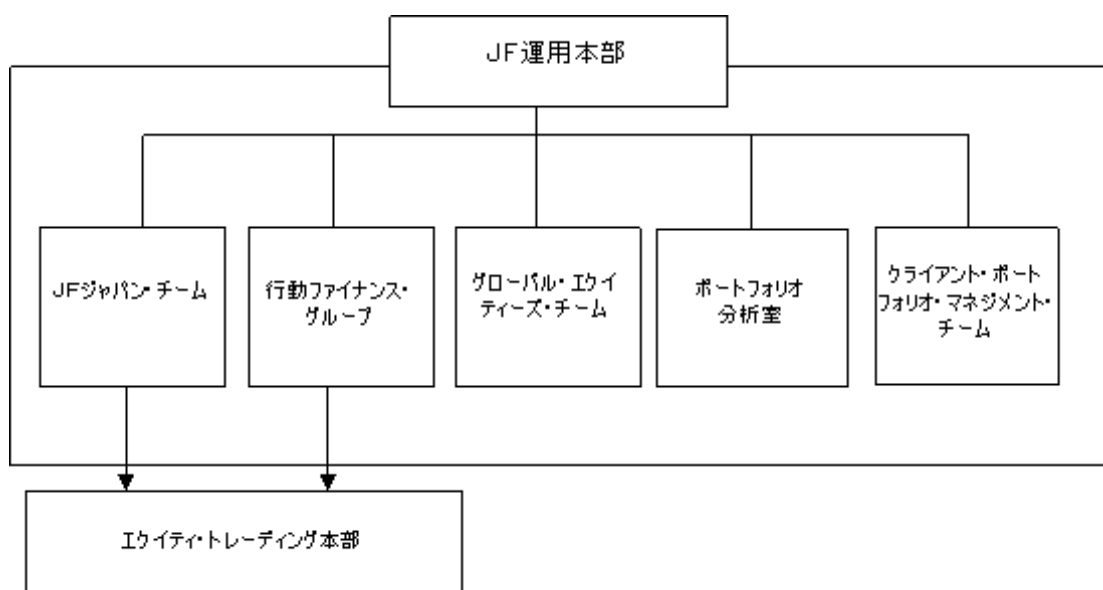 JF運用本部
JFジャパン・チーム
行動ファイナンス・
グループ
グローバル・エクイ
ティーズ・チーム
ポートフォリオ
分析室
クライアント・ポート
フォリオ・マネジメント・
チーム
エクイティ・トレーディング本部